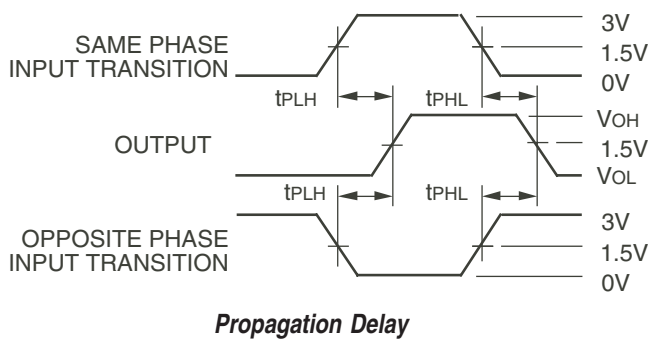 SAME PHASE
INPUT TRANSITION
3V
1.5V
0V
tPLH
tPHL
OUTPUT
VOH
1.5V
VOL
tPLH
tPHL
OPPOSITE PHASE
INPUT TRANSITION
3V
1.5V
0V
Propagation Delay